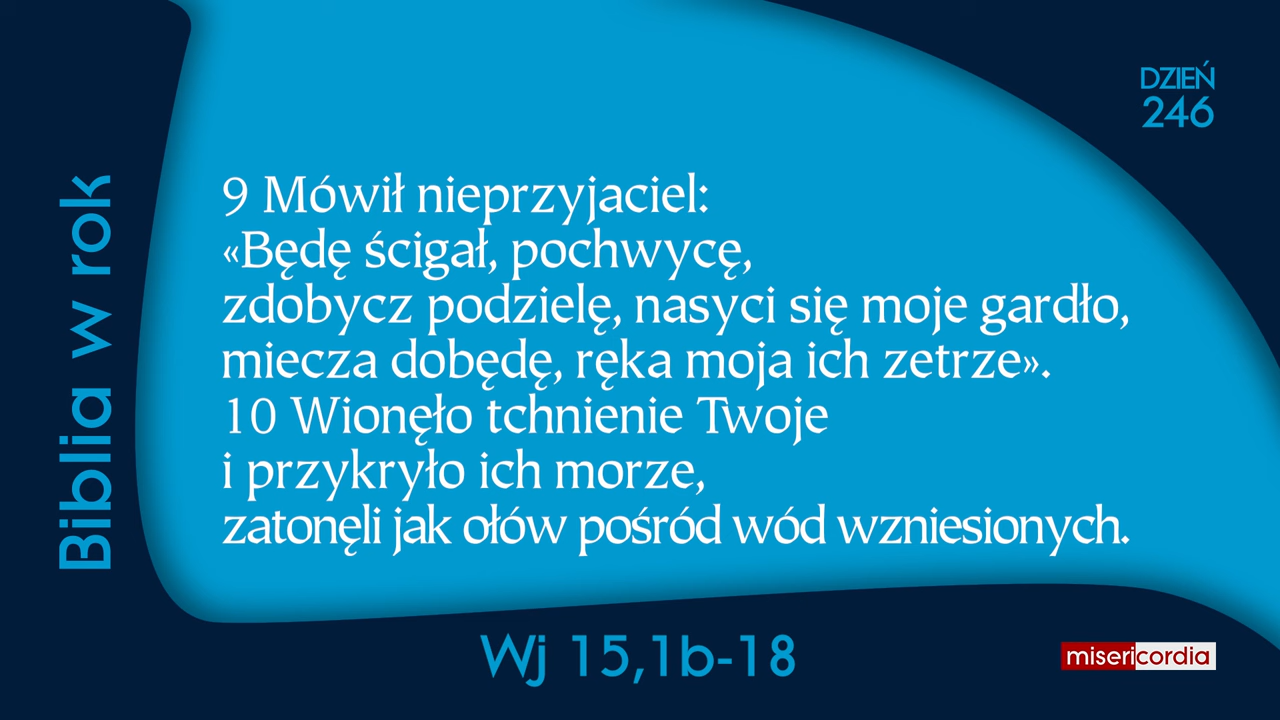 DZIEŃ
246
Biblia w rok
9 Mówił nieprzyjaciel:
«Będę ścigał, pochwycę,
zdobycz podzielę, nasyci się moje gardło,
miecza dobędę, ręka moja ich zetrze».
10 Wionęło tchnienie Twoje
i przykryło ich morze,
zatonęli jak ołów pośród wód wzniesionych.
Wj 15,1b-18
misericordia